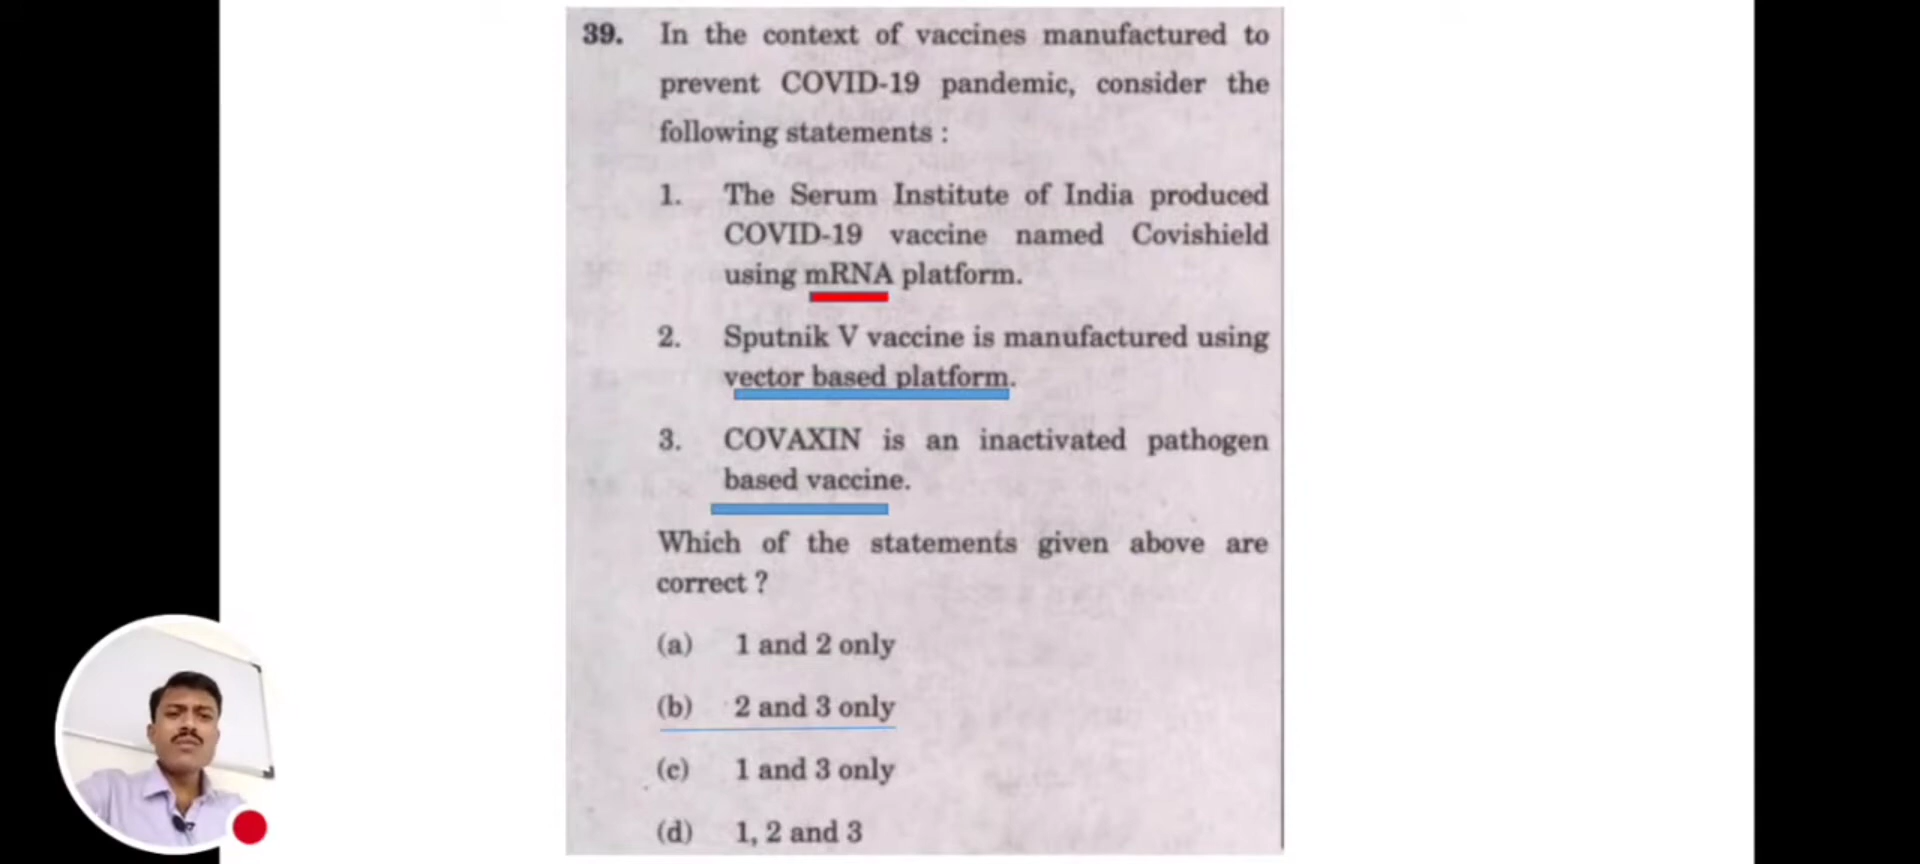 39. In the context of vaccines manufactured to
prevent COVID-19 pandemic, consider the
following statements :
1. The Serum Institute of India produced
COVID-19 vaccine named Covishield
using mRNA platform.
2. Sputnik V vaccine is manufactured using
vector based platform.
3. COVAXIN is an inactivated pathogen
based vaccine.
Which of the statements given above are
correct ?
(a) 1 and 2 only
(b) 2 and 3 only
(c) 1 and 3 only
(d) 1, 2 and 3